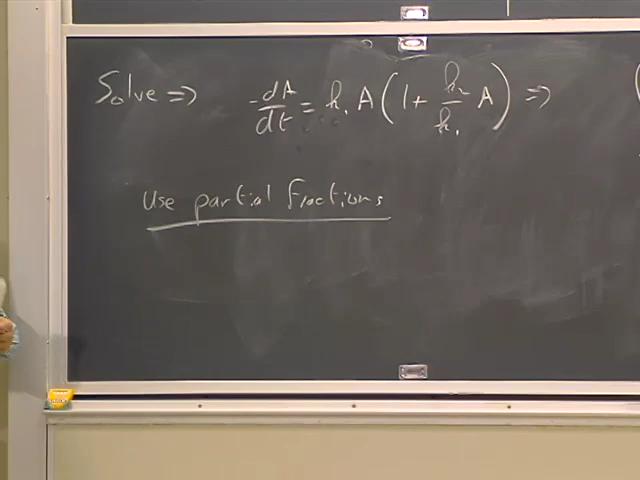 Solve ⇒ -dA/dt = k₁ A (1 + k₂/k₁ A) ⇒
Use partial fractions